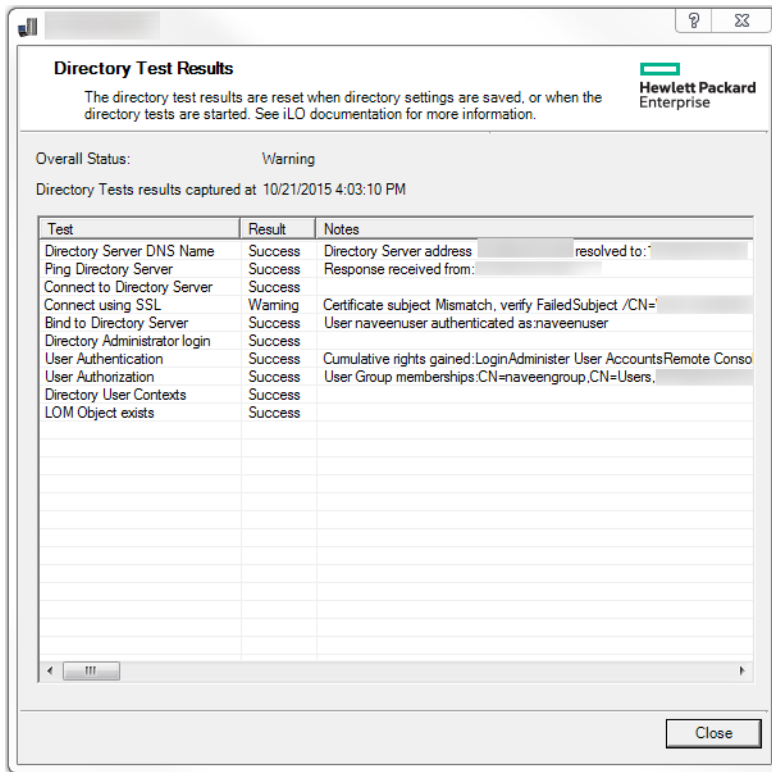 Directory Test Results
The directory test results are reset when directory settings are saved, or when the
directory tests are started. See iLO documentation for more information.
Hewlett Packard
Enterprise
Overall Status: Warning
Directory Tests results captured at 10/21/2015 4:03:10 PM
Test Result Notes
Directory Server DNS Name Success Directory Server address resolved to:
Ping Directory Server Success Response received from:
Connect to Directory Server Success
Connect using SSL Warning Certificate subject Mismatch, verify FailedSubject /CN=
Bind to Directory Server Success User naveenuser authenticated as:naveenuser
Directory Administrator login Success
User Authentication Success Cumulative rights gained:LoginAdminister User AccountsRemote Consol
User Authorization Success User Group memberships:CN=naveengroup,CN=Users,
Directory User Contexts Success
LOM Object exists Success
Close